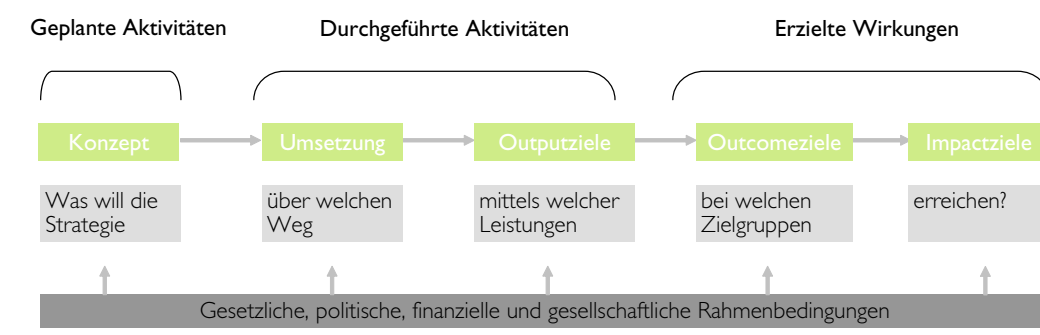 Geplante Aktivitäten
Durchgeführte Aktivitäten
Erzielte Wirkungen
Konzept
Umsetzung
Outputziele
Outcomeziele
Impactziele
Was will die
Strategie
über welchen
Weg
mittels welcher
Leistungen
bei welchen
Zielgruppen
erreichen?
Gesetzliche, politische, finanzielle und gesellschaftliche Rahmenbedingungen